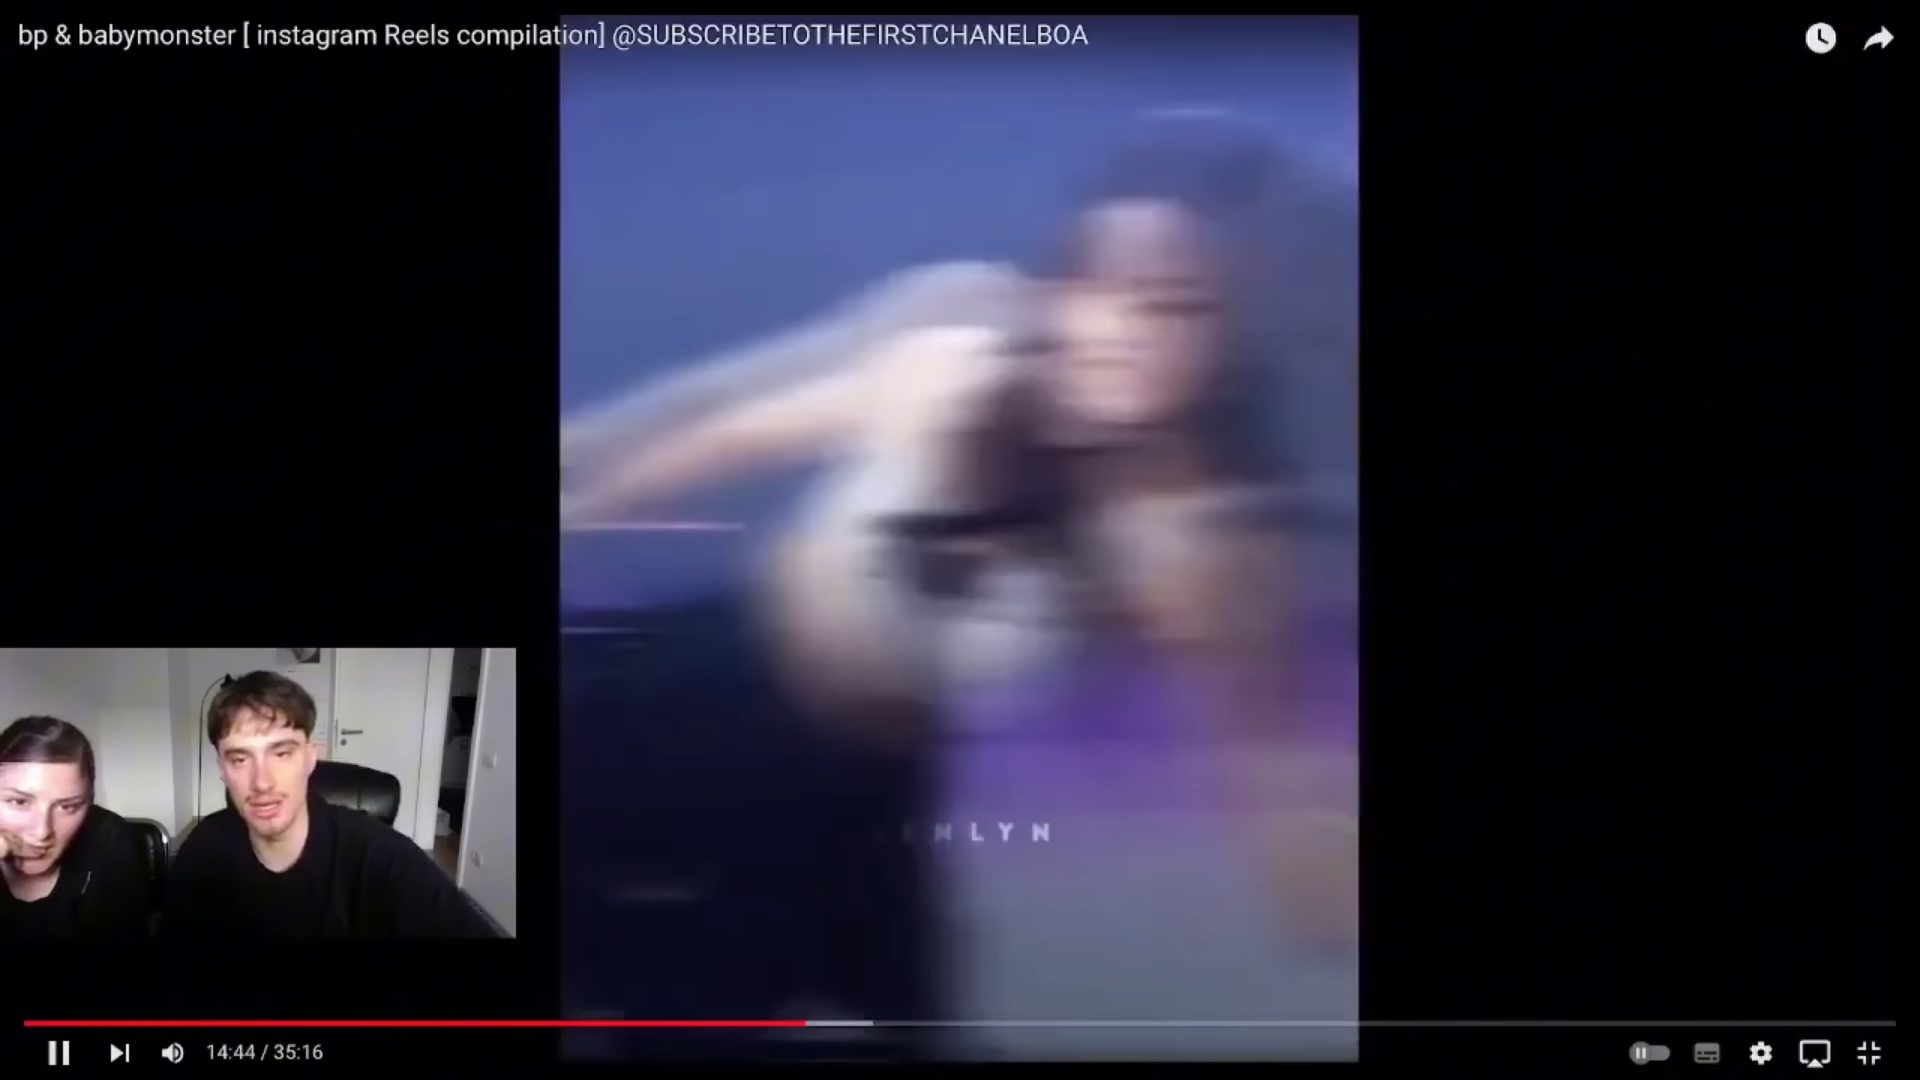 bp & babymonster [ instagram Reels compilation] @SUBSCRIBETOTHEFIRSTCHANELBOA
NLYN
14:44 / 35:16